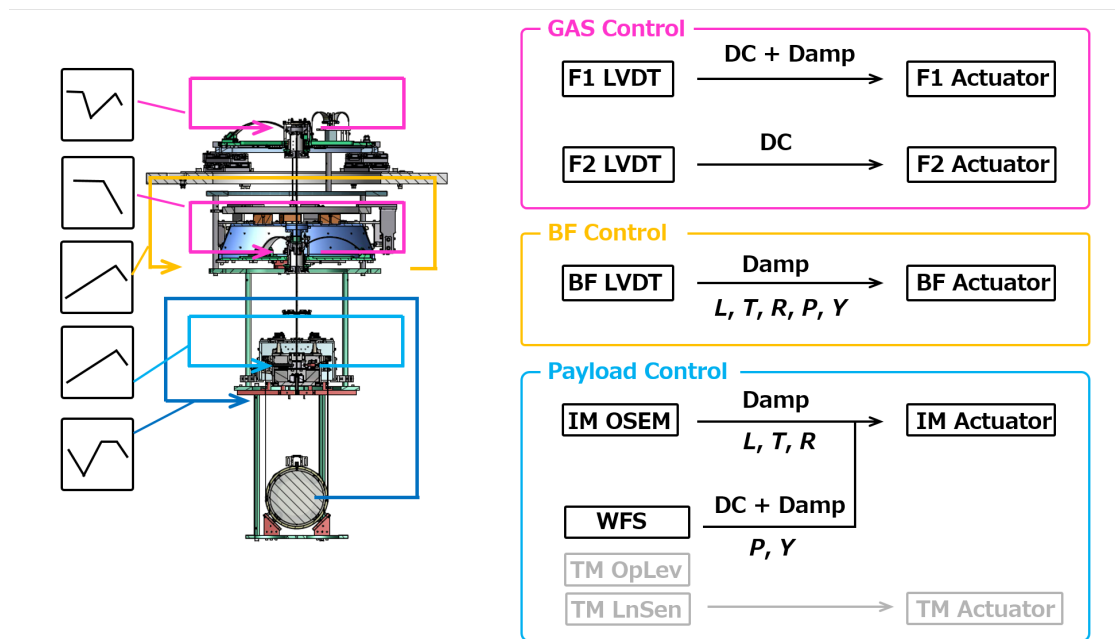 GAS Control
F1 LVDT
DC + Damp
F1 Actuator
F2 LVDT
DC
F2 Actuator
BF Control
BF LVDT
Damp
L, T, R, P, Y
BF Actuator
Payload Control
IM OSEM
Damp
L, T, R
IM Actuator
WFS
DC + Damp
P, Y
TM OpLev
TM LnSen
TM Actuator